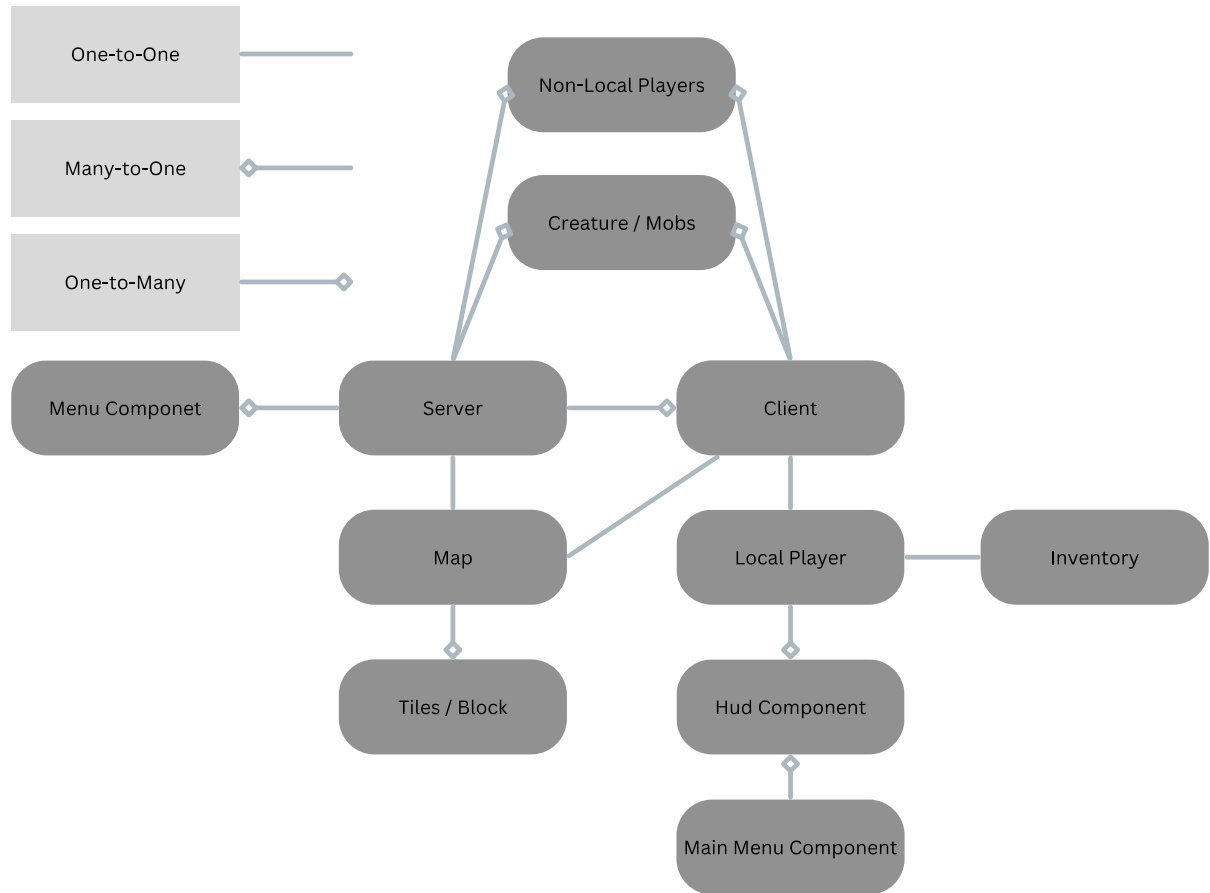 One-to-One
Non-Local Players
Many-to-One
Creature / Mobs
One-to-Many
Menu Componet
Server
Client
Map
Local Player
Inventory
Tiles / Block
Hud Component
Main Menu Component